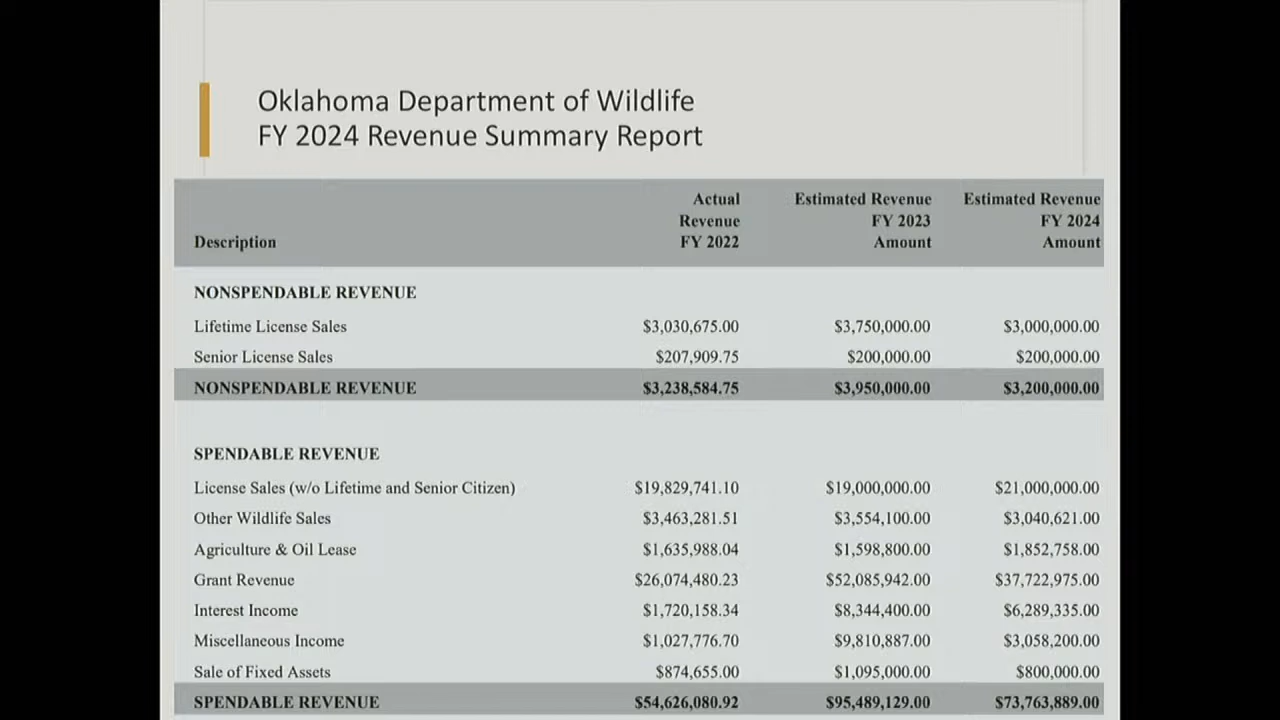 Oklahoma Department of Wildlife
FY 2024 Revenue Summary Report
Actual Estimated Revenue Estimated Revenue
Revenue FY 2023 FY 2024
Description FY 2022 Amount Amount
NONSPENDABLE REVENUE
Lifetime License Sales $3,030,675.00 $3,750,000.00 $3,000,000.00
Senior License Sales $207,909.75 $200,000.00 $200,000.00
NONSPENDABLE REVENUE $3,238,584.75 $3,950,000.00 $3,200,000.00
SPENDABLE REVENUE
License Sales (w/o Lifetime and Senior Citizen) $19,829,741.10 $19,000,000.00 $21,000,000.00
Other Wildlife Sales $3,463,281.51 $3,554,100.00 $3,040,621.00
Agriculture & Oil Lease $1,635,988.04 $1,598,800.00 $1,852,758.00
Grant Revenue $26,074,480.23 $52,085,942.00 $37,722,975.00
Interest Income $1,720,158.34 $8,344,400.00 $6,289,335.00
Miscellaneous Income $1,027,776.70 $9,810,887.00 $3,058,200.00
Sale of Fixed Assets $874,655.00 $1,095,000.00 $800,000.00
SPENDABLE REVENUE $54,626,080.92 $95,489,129.00 $73,763,889.00